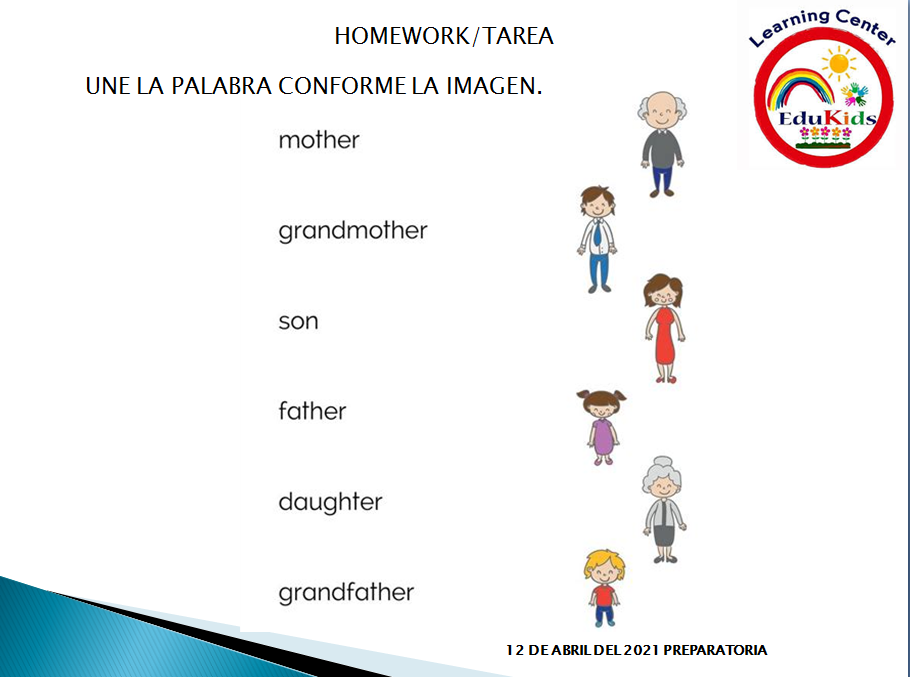 HOMEWORK/TAREA
Learning Center
UNE LA PALABRA CONFORME LA IMAGEN.
EduKids
mother
grandmother
son
father
daughter
grandfather
12 DE ABRIL DEL 2021 PREPARATORIA